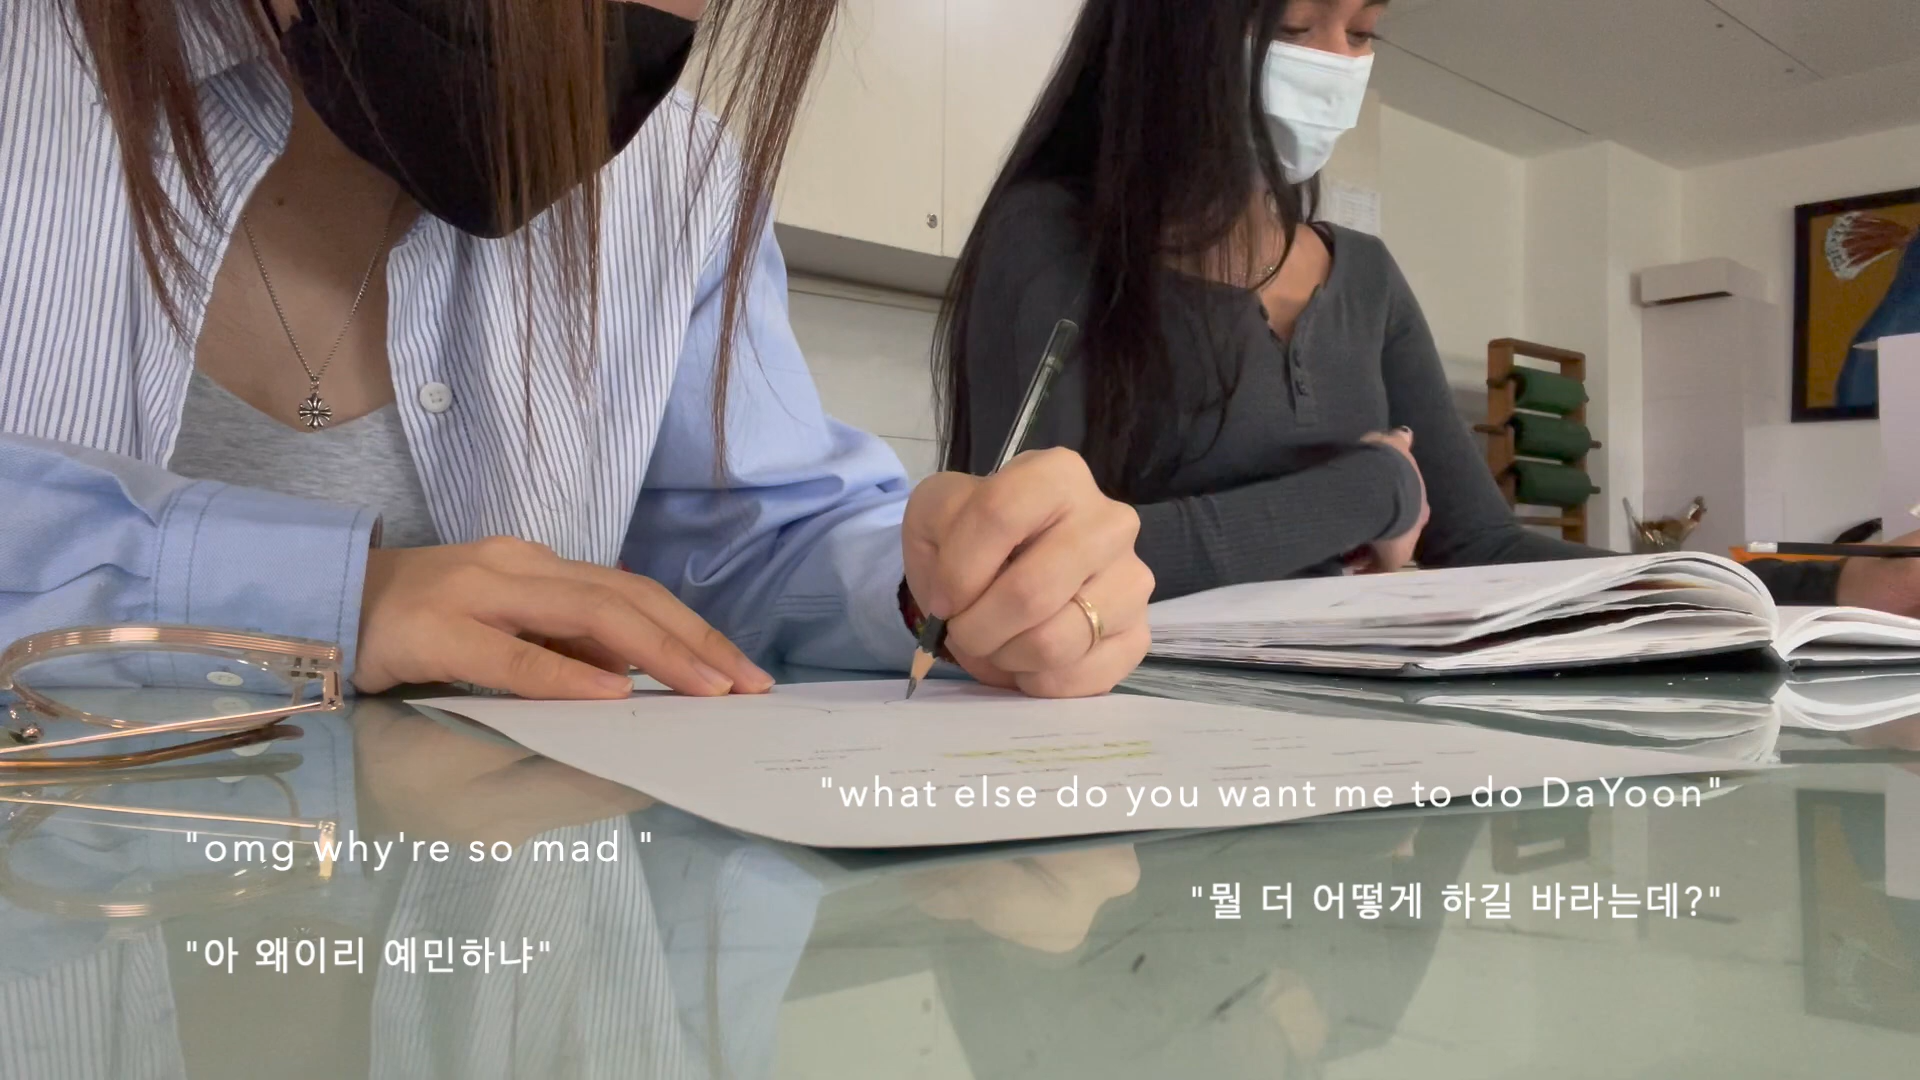 "what else do you want me to do DaYoon"
"omg why're so mad "
"뭘 더 어떻게 하길 바라는데?"
"아 왜이리 예민하냐"